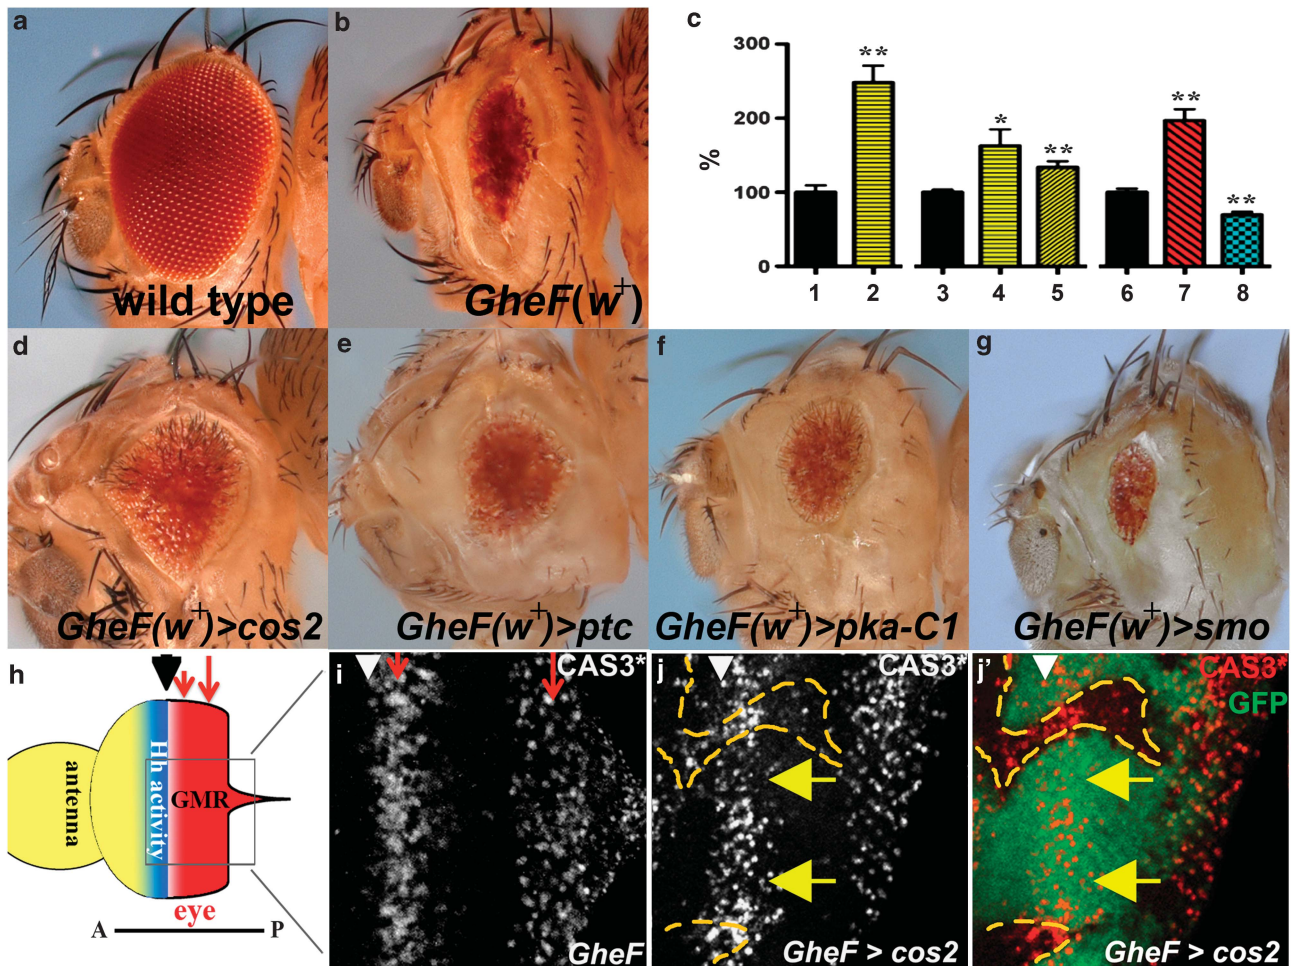 a
wild type
b
GheF(w+)
c
300
200
100
0
%
**
*
**
**
**
1 2 3 4 5 6 7 8
d
GheF(w+)>cos2
e
GheF(w+)>ptc
f
GheF(w+)>pka-C1
g
GheF(w+)>smo
h
antenna
Hh activity
GMR
eye
A P
i
CAS3*
GheF
j
CAS3*
GheF > cos2
j'
CAS3*
GFP
GheF > cos2